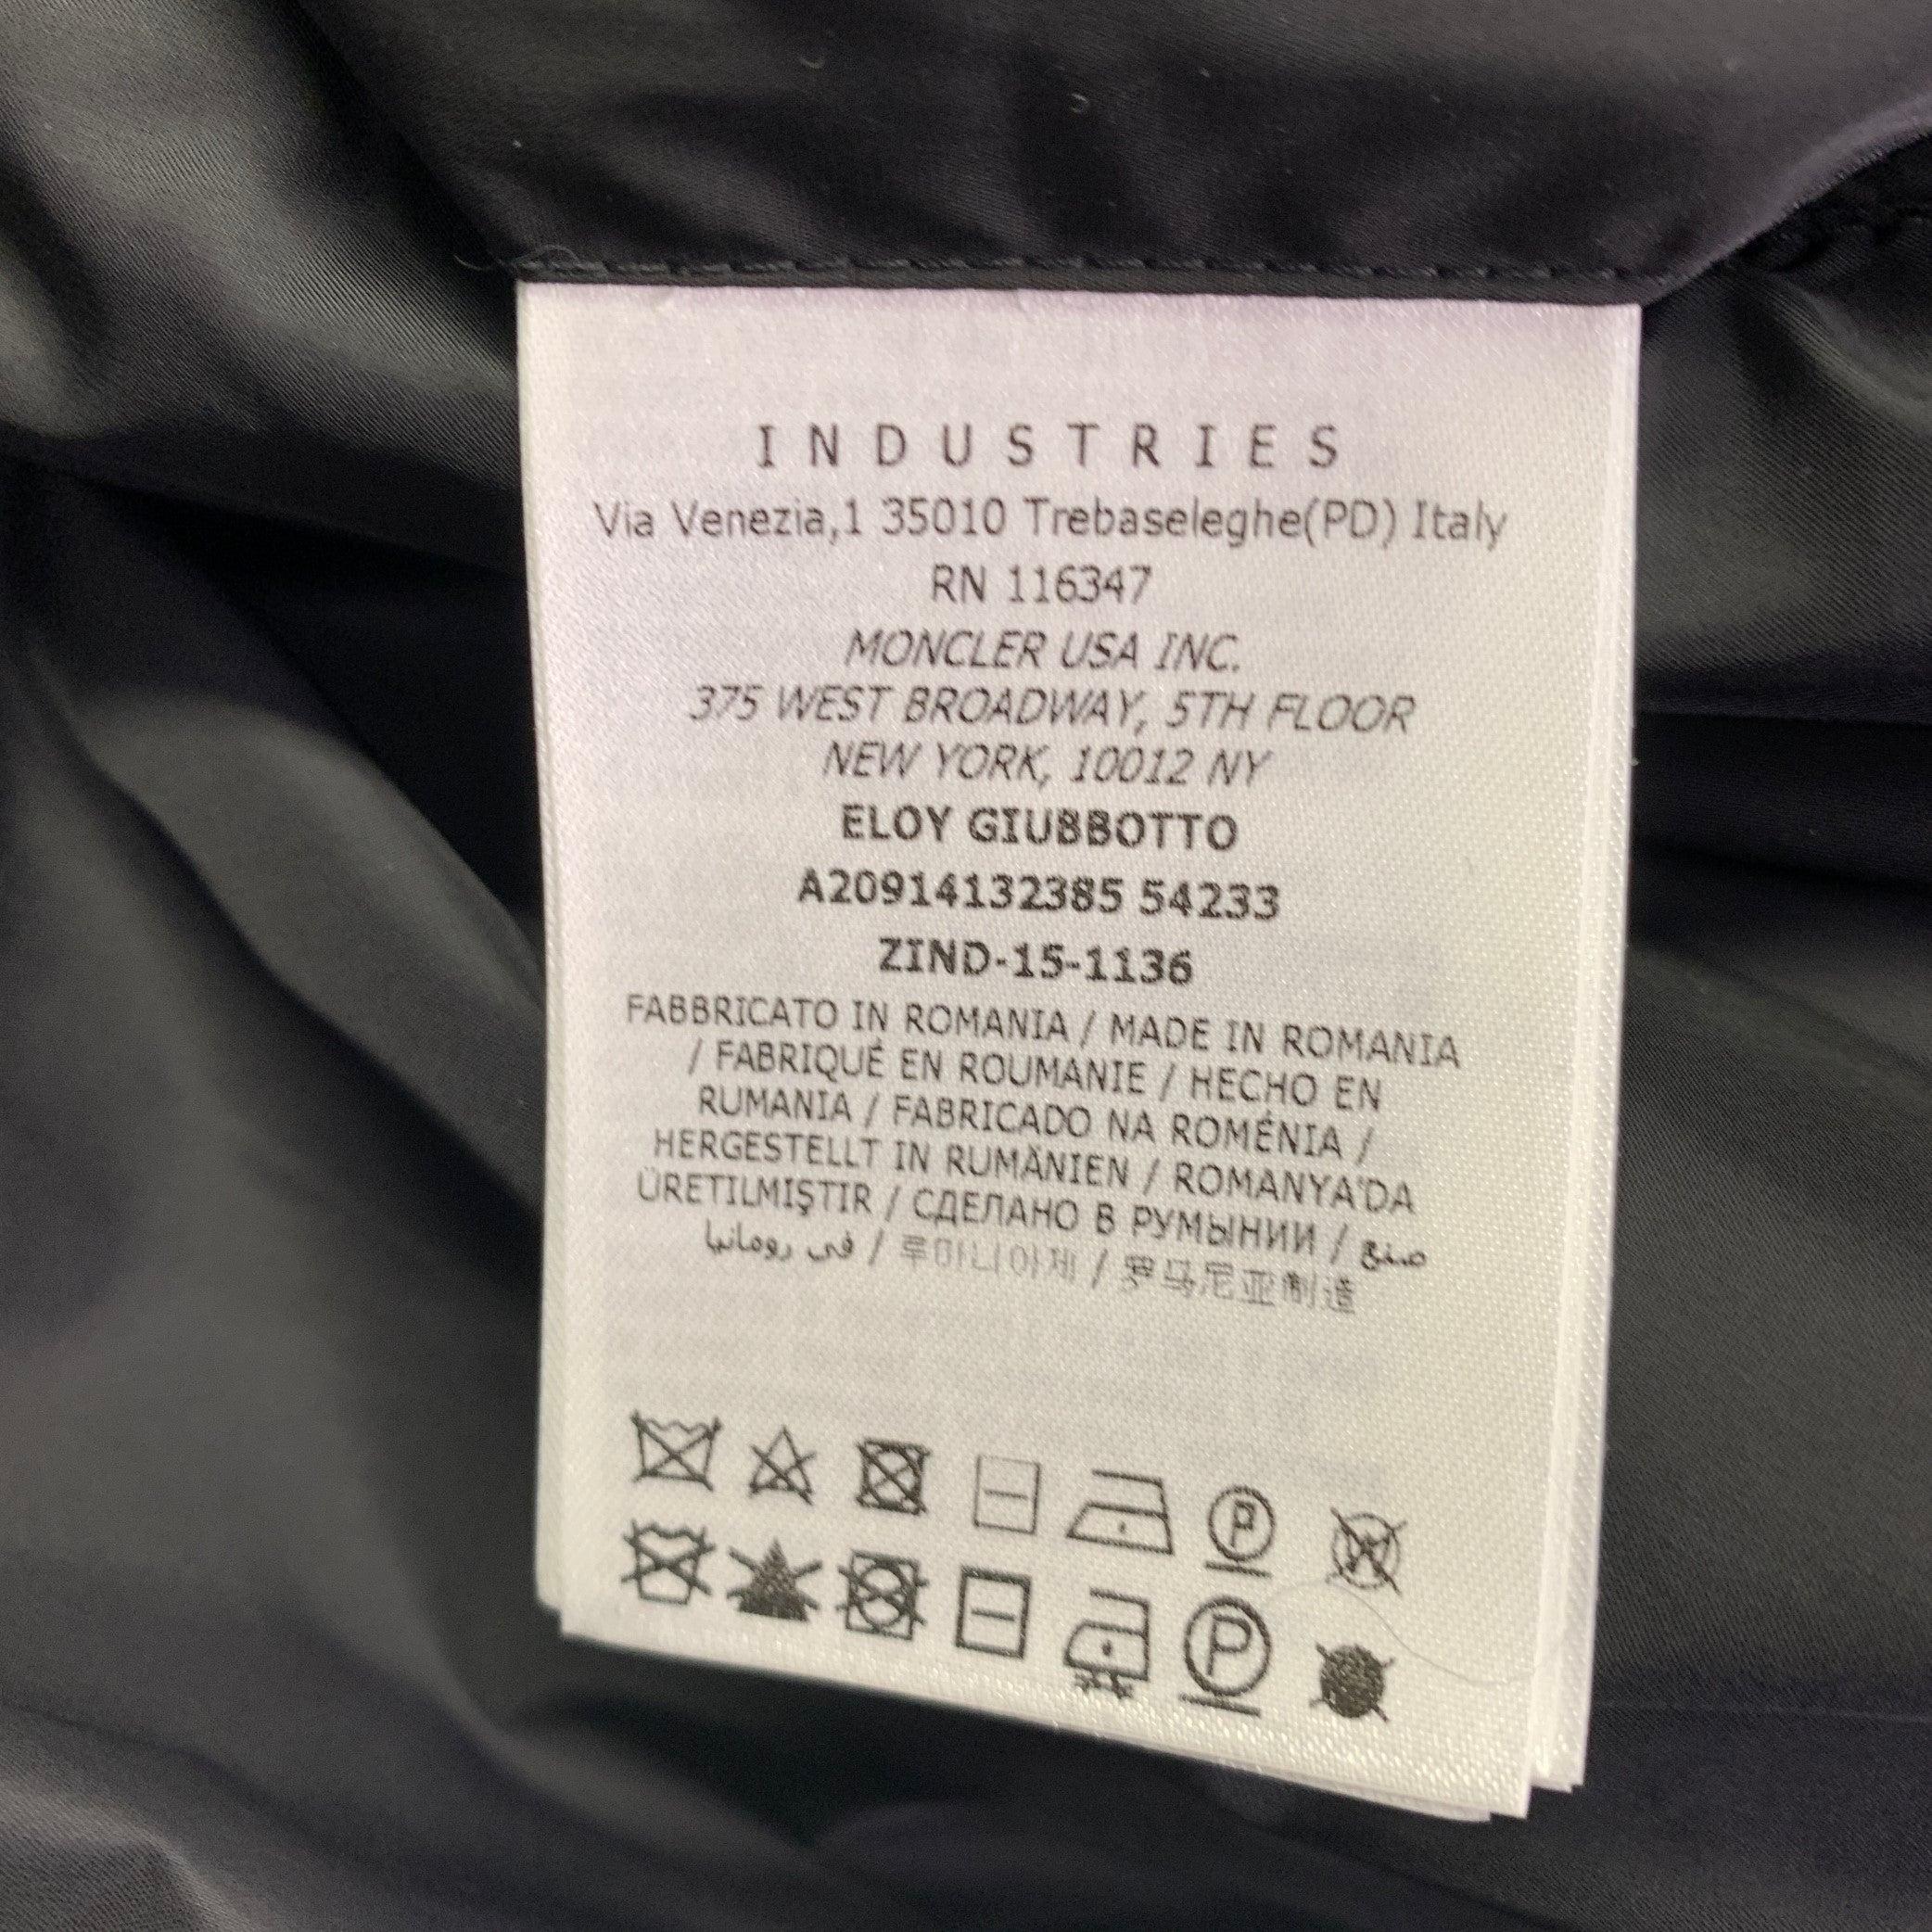 INDUSTRIES
Via Venezia,1 35010 Trebaseleghe(PD) Italy
RN 116347
MONCLER USA INC.
375 WEST BROADWAY, 5TH FLOOR
NEW YORK, 10012 NY
ELOY GIUBBOTTO
A20914132385 54233
ZIND-15-1136
FABBRICATO IN ROMANIA / MADE IN ROMANIA
/ FABRIQUÉ EN ROUMANIE / HECHO EN
RUMANIA / FABRICADO NA ROMÉNIA /
HERGESTELLT IN RUMÄNIEN / ROMANYA'DA
ÜRETILMIŞTIR / СДЕЛАНО В РУМЫНИИ / صنع
في رومانيا / 루마니아제 / 罗马尼亚制造
P
P